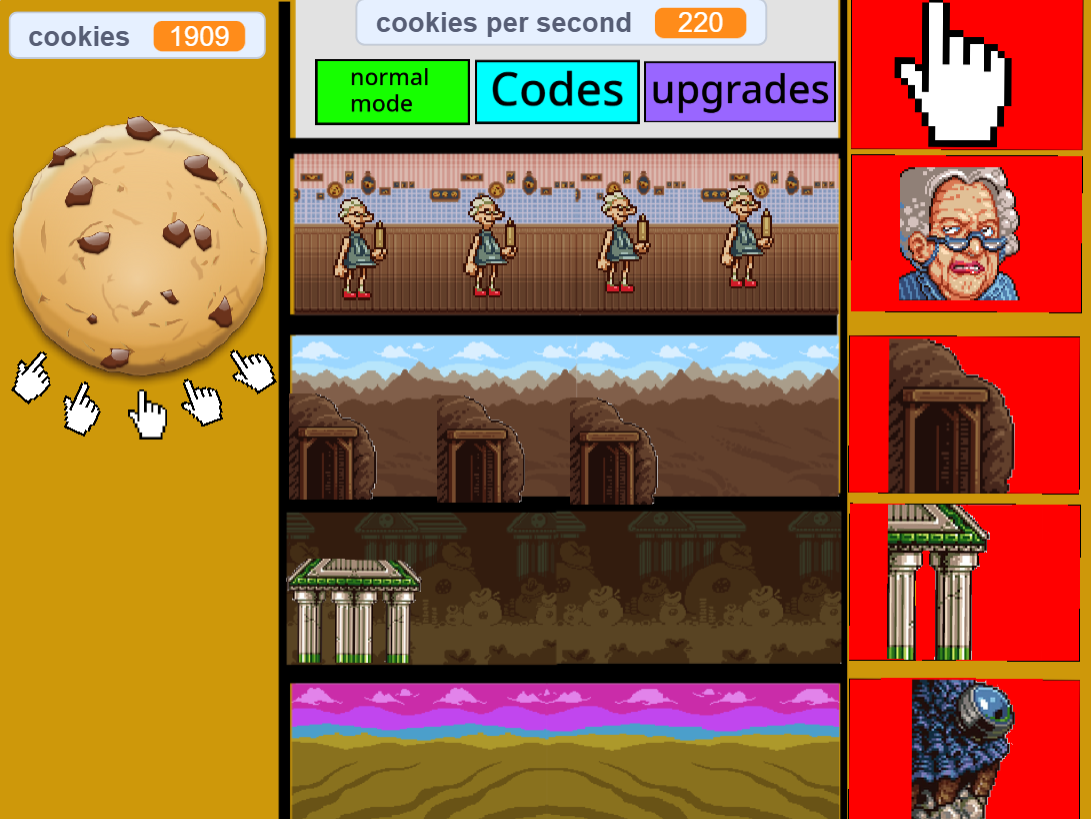 cookies 1909
cookies per second 220
normal
mode
Codes
upgrades